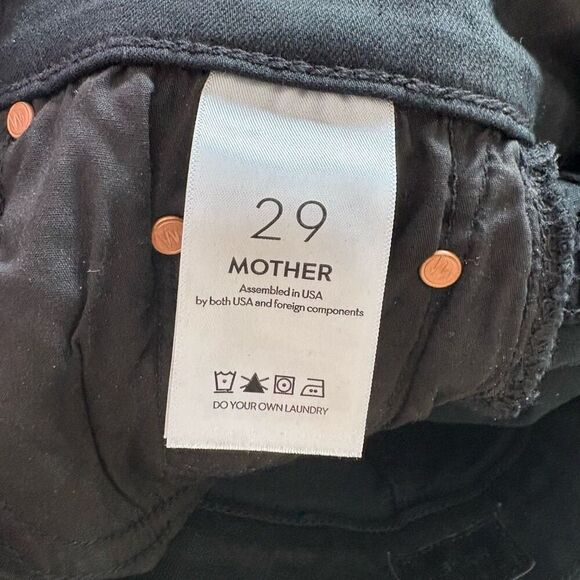 29
MOTHER
Assembled in USA
by both USA and foreign components
DO YOUR OWN LAUNDRY